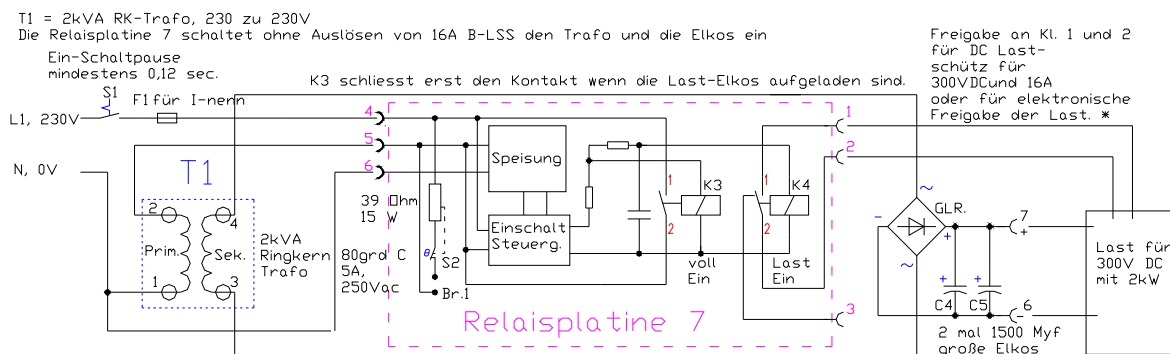 T1 = 2kVA RK-Trafo, 230 zu 230V
Die Relaisplatine 7 schaltet ohne Auslösen von 16A B-LSS den Trafo und die Elkos ein
Ein-Schaltpause
mindestens 0,12 sec.
K3 schliesst erst den Kontakt wenn die Last-Elkos aufgeladen sind.
Freigabe an Kl. 1 und 2
für DC Last-
schütz für
300VDCund 16A
oder für elektronische
Freigabe der Last. *
S1
F1 für I-nenn
L1, 230V
N, 0V
4
5
6
1
2
3
T1
2
1
4
3
Prim.
Sek.
2kVA
Ringkern
Trafo
39 Ohm
15 W
80grd C
5A,
250Vac
θ
S2
Br.1
Speisung
Einschalt
Steuerg.
1
2
K3
voll
Ein
1
2
K4
Last
Ein
Relaisplatine 7
~
GLR.
-
+
~
7
+
+
+
C4
C5
6
-
2 mal 1500 Myf
große Elkos
Last für
300V DC
mit 2kW